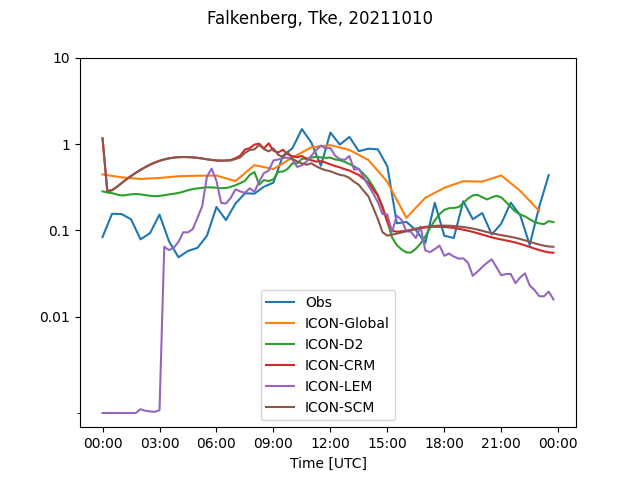 Falkenberg, Tke, 20211010
10
1
0.1
0.01
Obs
ICON-Global
ICON-D2
ICON-CRM
ICON-LEM
ICON-SCM
00:00 03:00 06:00 09:00 12:00 15:00 18:00 21:00 00:00
Time [UTC]